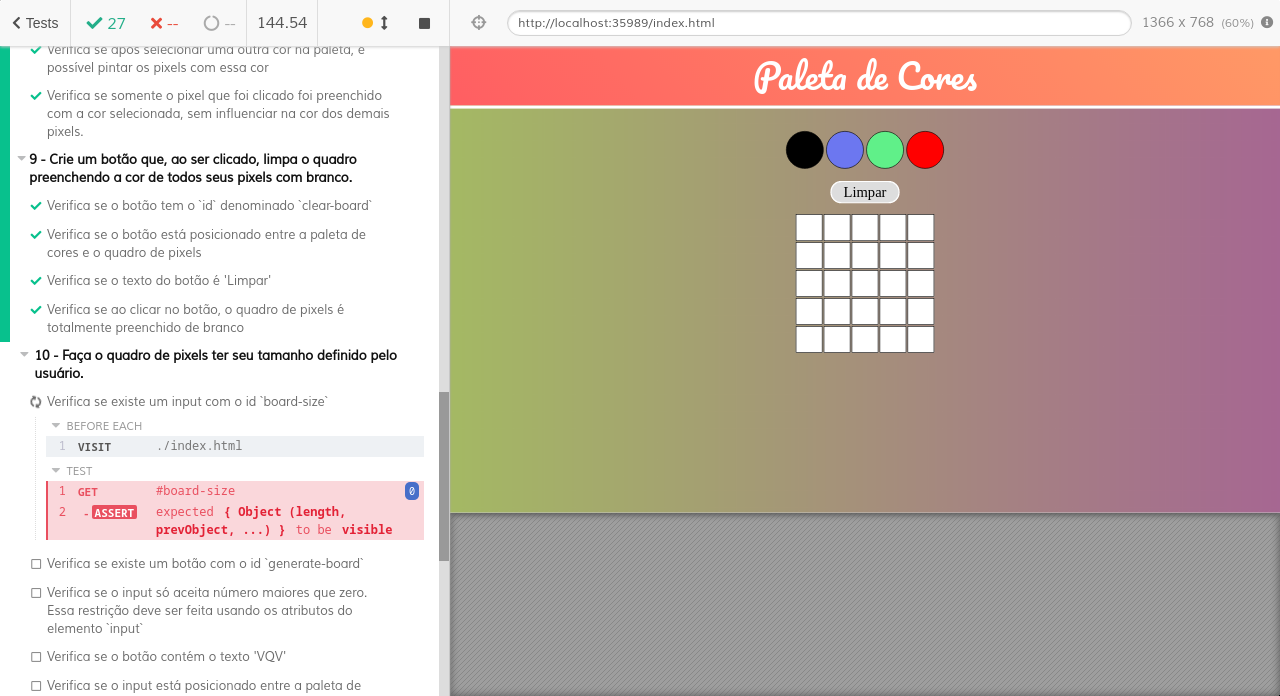 Tests
27
--
--
144.54
http://localhost:35989/index.html
1366 x 768 (60%)
Verifica se após selecionar uma outra cor na paleta, é
possível pintar os pixels com essa cor
Verifica se somente o pixel que foi clicado foi preenchido
com a cor selecionada, sem influenciar na cor dos demais
pixels.
9 - Crie um botão que, ao ser clicado, limpa o quadro
preenchendo a cor de todos seus pixels com branco.
Verifica se o botão tem o `id` denominado `clear-board`
Verifica se o botão está posicionado entre a paleta de
cores e o quadro de pixels
Verifica se o texto do botão é 'Limpar'
Verifica se ao clicar no botão, o quadro de pixels é
totalmente preenchido de branco
10 - Faça o quadro de pixels ter seu tamanho definido pelo
usuário.
Verifica se existe um input com o id `board-size`
BEFORE EACH
1 VISIT ./index.html
TEST
1 GET #board-size 0
2 -ASSERT expected { Object (length,
prevObject, ...) } to be visible
Verifica se existe um botão com o id `generate-board`
Verifica se o input só aceita número maiores que zero.
Essa restrição deve ser feita usando os atributos do
elemento `input`
Verifica se o botão contém o texto 'VQV'
Verifica se o input está posicionado entre a paleta de
Paleta de Cores
Limpar